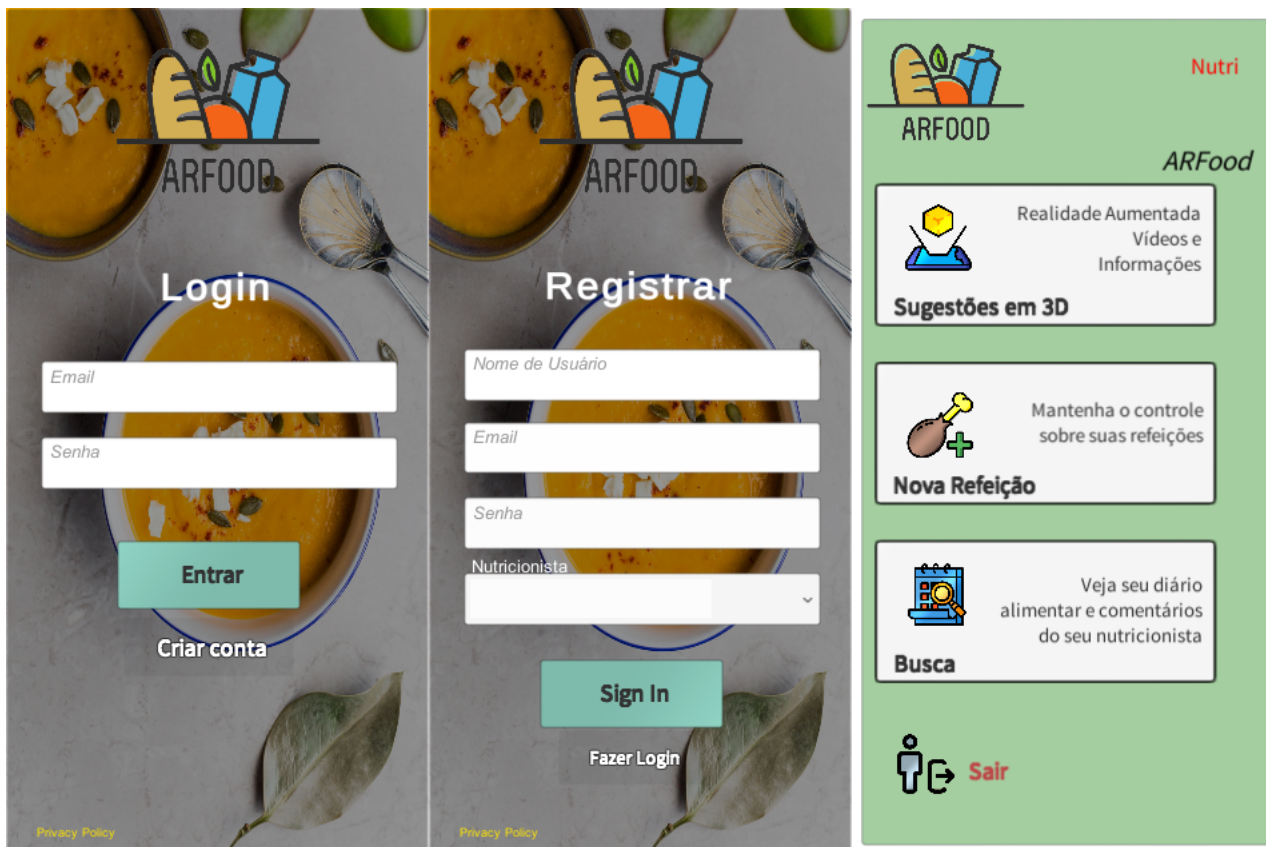 ARFOOD
Login
Email
Senha
Entrar
Criar conta
Privacy Policy
ARFOOD
Registrar
Nome de Usuário
Email
Senha
Nutricionista
Sign In
Fazer Login
Privacy Policy
ARFOOD
Nutri
ARFood
Realidade Aumentada
Vídeos e
Informações
Sugestões em 3D
Mantenha o controle
sobre suas refeições
Nova Refeição
Veja seu diário
alimentar e comentários
do seu nutricionista
Busca
Sair